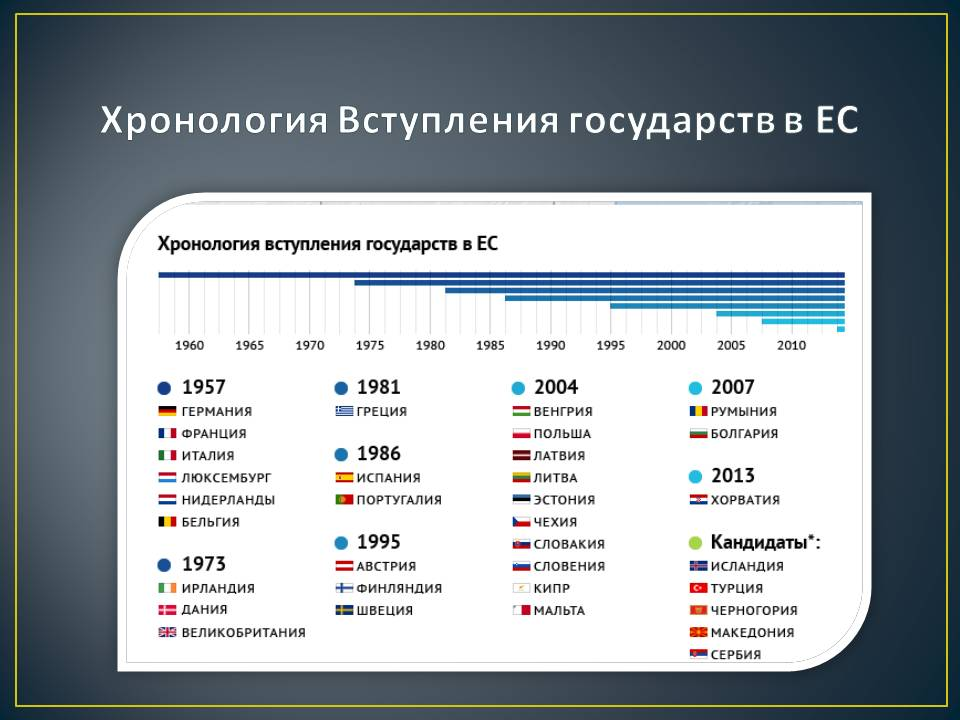 Хронология Вступления государств в ЕС
Хронология вступления государств в ЕС
1960 1965 1970 1975 1980 1985 1990 1995 2000 2005 2010
1957
ГЕРМАНИЯ
ФРАНЦИЯ
ИТАЛИЯ
ЛЮКСЕМБУРГ
НИДЕРЛАНДЫ
БЕЛЬГИЯ
1973
ИРЛАНДИЯ
ДАНИЯ
ВЕЛИКОБРИТАНИЯ
1981
ГРЕЦИЯ
1986
ИСПАНИЯ
ПОРТУГАЛИЯ
1995
АВСТРИЯ
ФИНЛЯНДИЯ
ШВЕЦИЯ
2004
ВЕНГРИЯ
ПОЛЬША
ЛАТВИЯ
ЛИТВА
ЭСТОНИЯ
ЧЕХИЯ
СЛОВАКИЯ
СЛОВЕНИЯ
КИПР
МАЛЬТА
2007
РУМЫНИЯ
БОЛГАРИЯ
2013
ХОРВАТИЯ
Кандидаты*:
ИСЛАНДИЯ
ТУРЦИЯ
ЧЕРНОГОРИЯ
МАКЕДОНИЯ
СЕРБИЯ